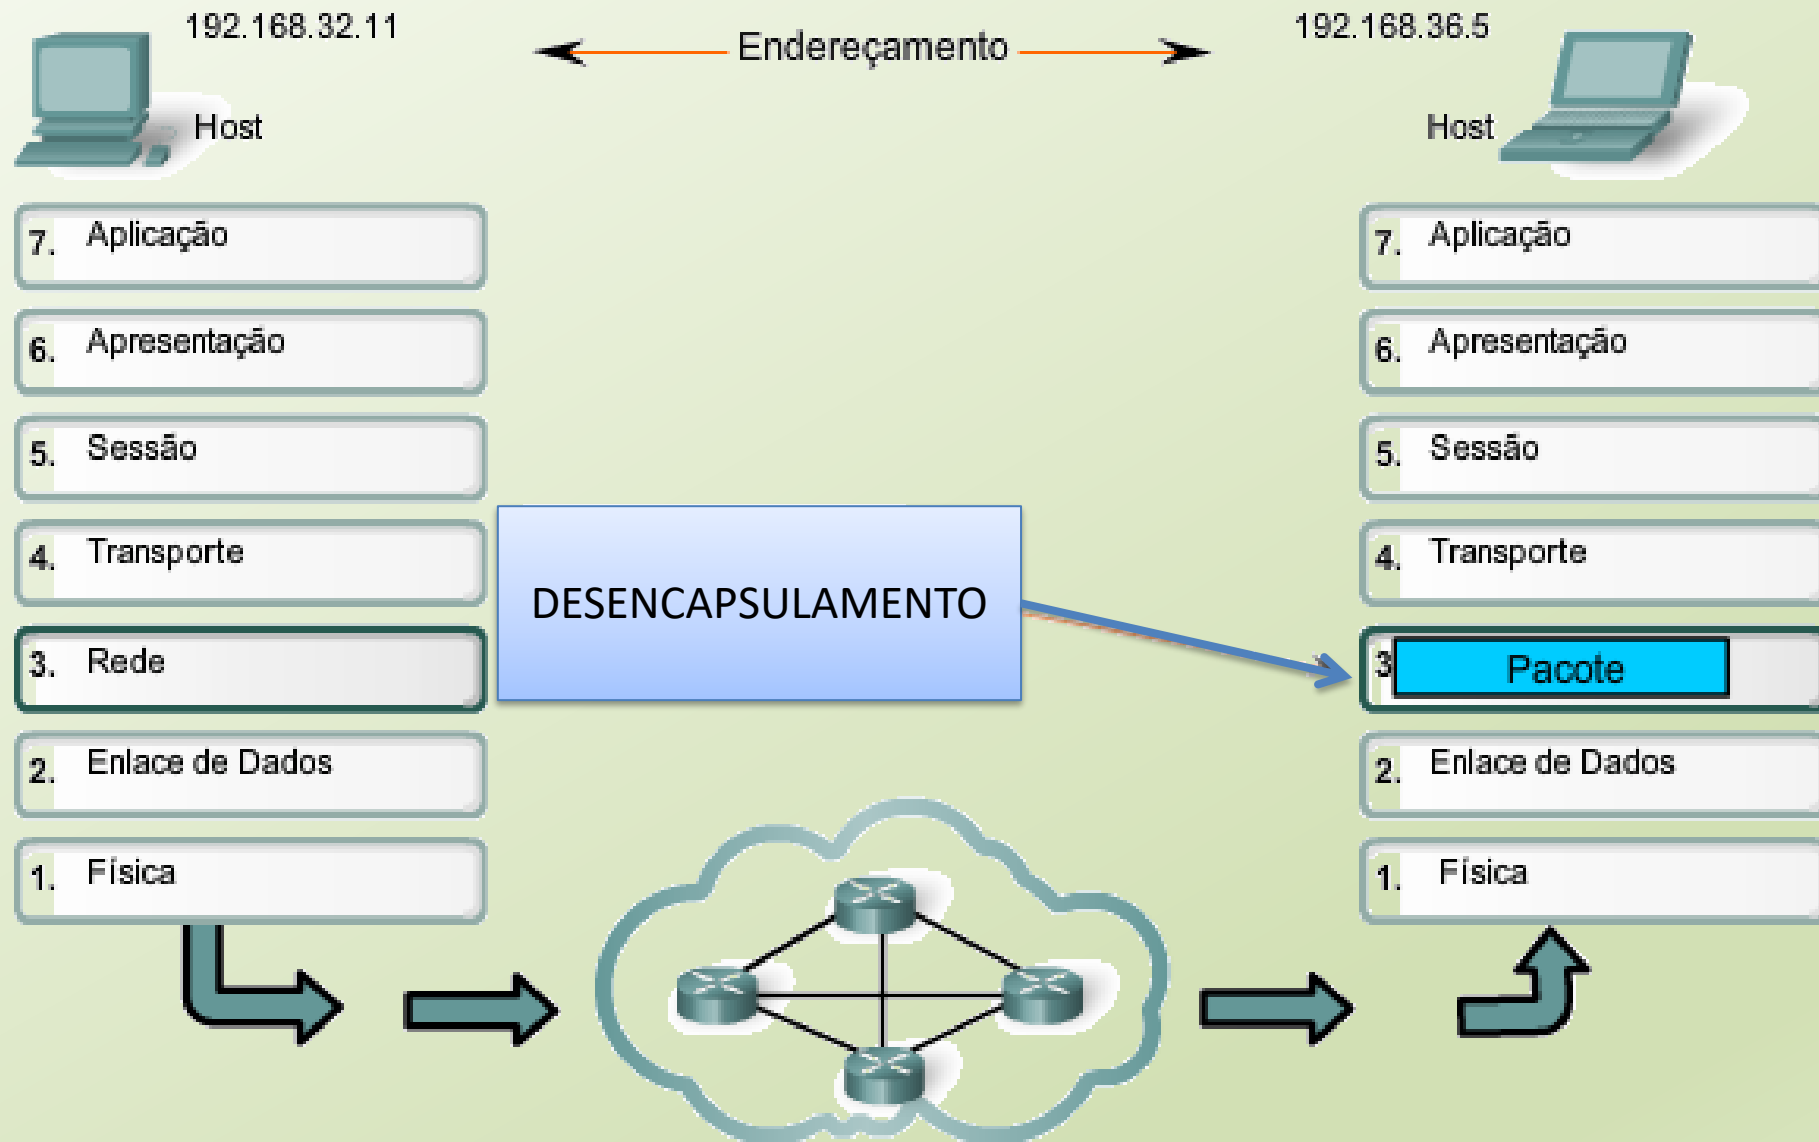 192.168.32.11
Endereçamento
192.168.36.5
Host
Host
7. Aplicação
6. Apresentação
5. Sessão
4. Transporte
3. Rede
2. Enlace de Dados
1. Física
DESENCAPSULAMENTO
7. Aplicação
6. Apresentação
5. Sessão
4. Transporte
3 Pacote
2. Enlace de Dados
1. Física